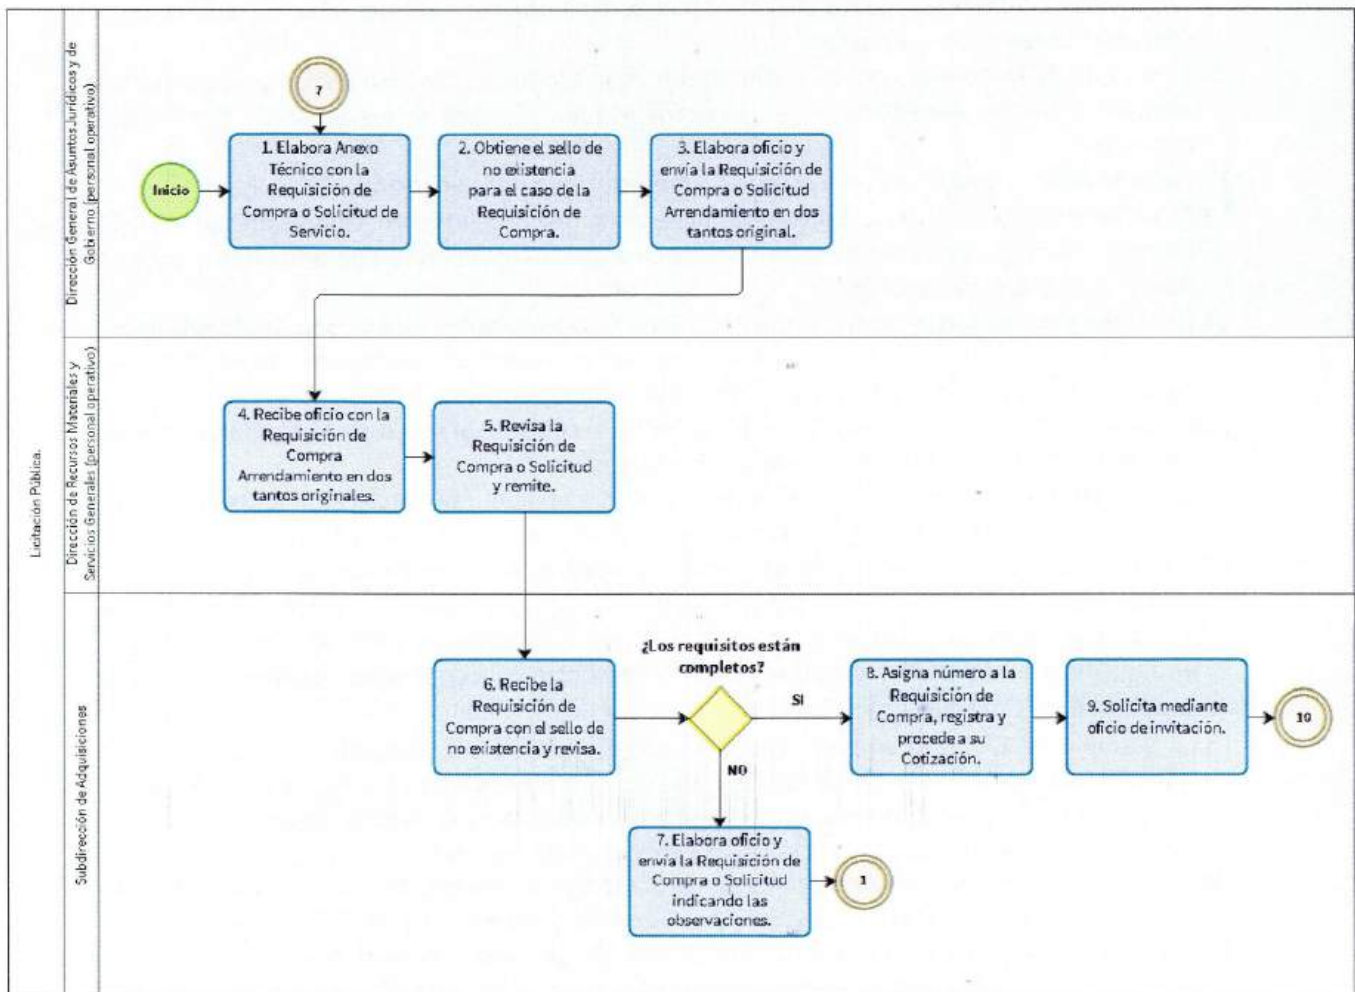 Licitación Pública.
Dirección General de Asuntos Jurídicos y de
Gobierno (personal operativo)
7
Inicio
1. Elabora Anexo
Técnico con la
Requisición de
Compra o Solicitud de
Servicio.
2. Obtiene el sello de
no existencia
para el caso de la
Requisición de
Compra.
3. Elabora oficio y
envía la Requisición de
Compra o Solicitud
Arrendamiento en dos
tantos original.
Dirección de Recursos Materiales y
Servicios Generales (personal operativo)
4. Recibe oficio con la
Requisición de
Compra
Arrendamiento en dos
tantos originales.
5. Revisa la
Requisición de
Compra o Solicitud
y remite.
Subdirección de Adquisiciones
6. Recibe la
Requisición de
Compra con el sello de
no existencia y revisa.
¿Los requisitos están
completos?
SI
NO
8. Asigna número a la
Requisición de
Compra, registra y
procede a su
Cotización.
9. Solicita mediante
oficio de invitación.
10
7. Elabora oficio y
envía la Requisición de
Compra o Solicitud
indicando las
observaciones.
1